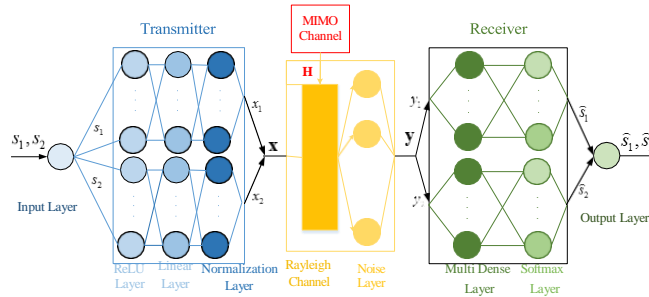 Transmitter
MIMO
Channel
Receiver
H
s₁, s₂
s₁
s₂
x₁
x₂
x
y
y₁
ŝ₁
ŝ₂
ŝ₁, ŝ
Input Layer
ReLU
Layer
Linear
Layer
Normalization
Layer
Rayleigh
Channel
Noise
Layer
Multi Dense
Layer
Softmax
Layer
Output Layer